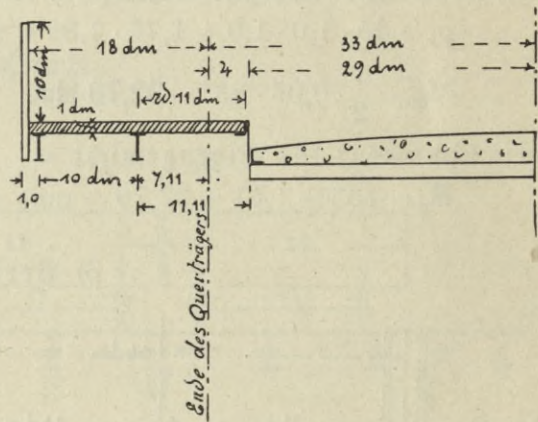 18 dm
33 dm
4
29 dm
10 dm
rd. 11 dm
1 dm
10 dm
7,11
1,0
11,11
Ende des Querträgers